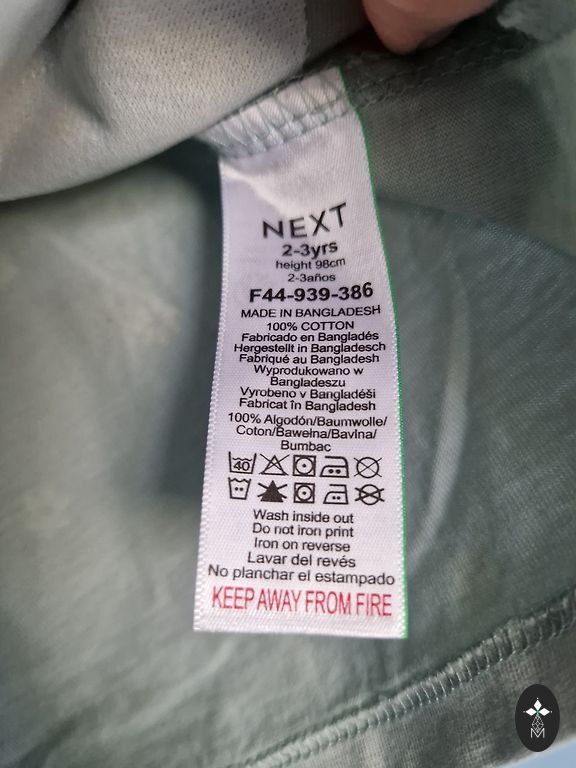 NEXT
2-3yrs
height 98cm
2-3años
F44-939-386
MADE IN BANGLADESH
100% COTTON
Fabricado en Bangladés
Hergestellt in Bangladesch
Fabriqué au Bangladesh
Wyprodukowano w
Bangladeszu
Vyrobeno v Bangladéši
Fabricat în Bangladesh
100% Algodón/Baumwolle/
Coton/Bawełna/Bavlna/
Bumbac
40
Wash inside out
Do not iron print
Iron on reverse
Lavar del revés
No planchar el estampado
KEEP AWAY FROM FIRE
M